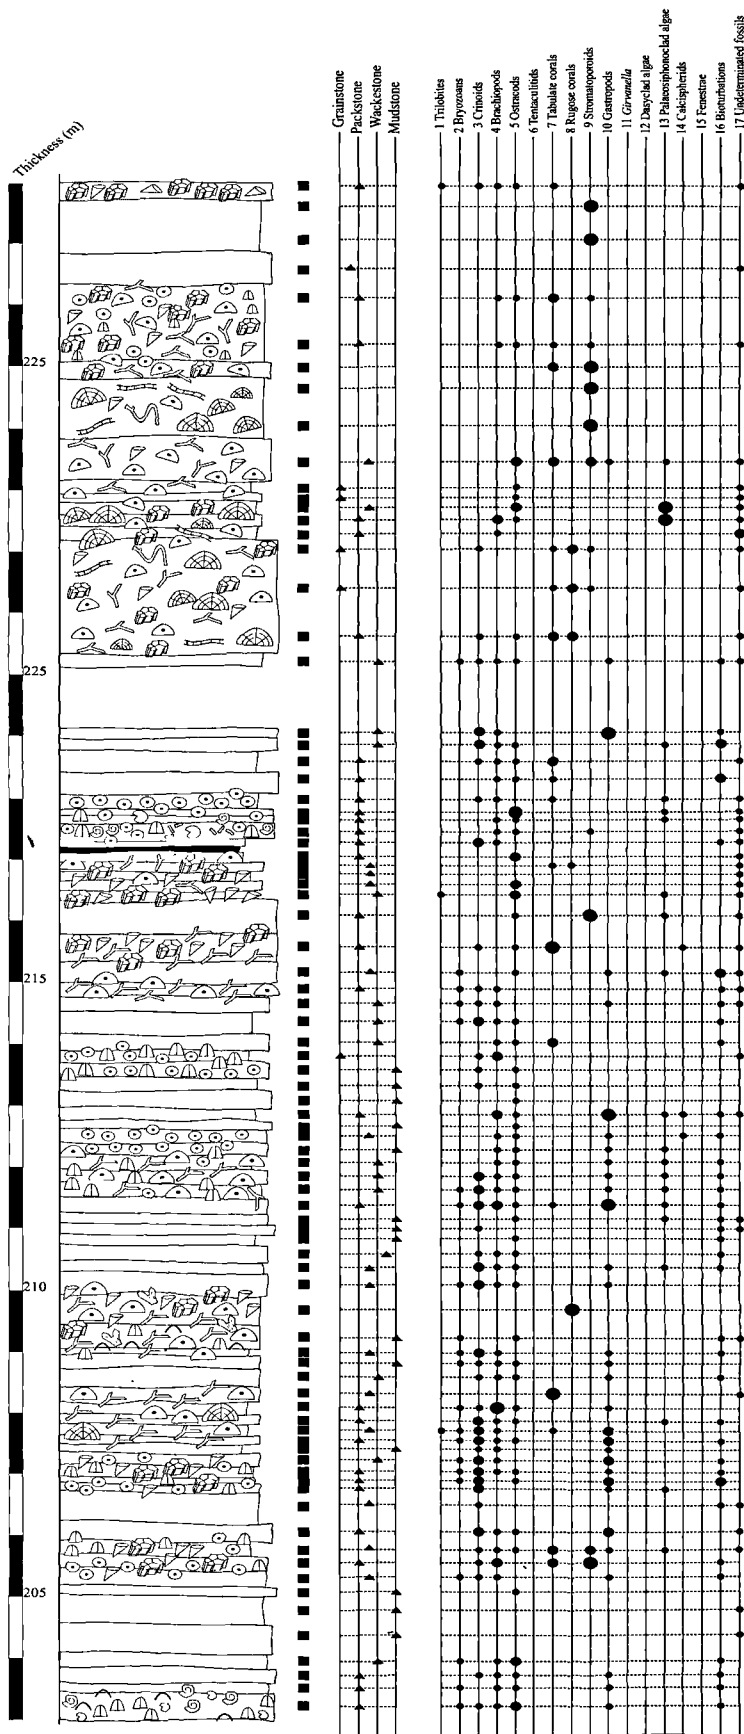 Thickness (m)
Grainstone
Packstone
Wackestone
Mudstone
1 Trilobites
2 Bryozoans
3 Crinoids
4 Brachiopods
5 Ostracods
6 Tentaculitids
7 Tabulate corals
8 Rugose corals
9 Stromatoporoids
10 Gastropods
11 Girvanella
12 Dasyclad algae
13 Palaeosiphonoclad algae
14 Calcispherids
15 Fenestrae
16 Bioturbations
17 Undeterminated fossils
225
225
215
210
205